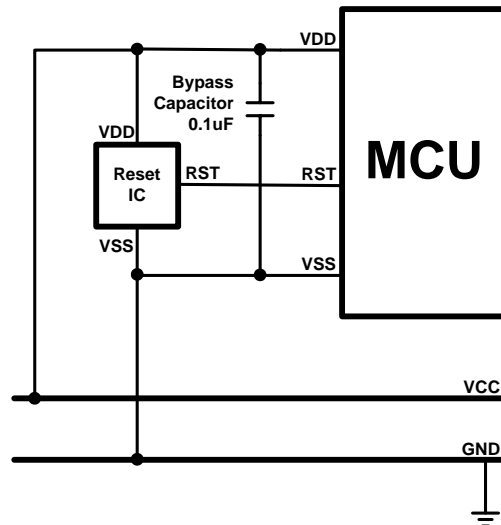 VDD
Bypass
Capacitor
0.1uF
VDD
MCU
Reset
IC
RST
RST
VSS
VSS
VCC
GND